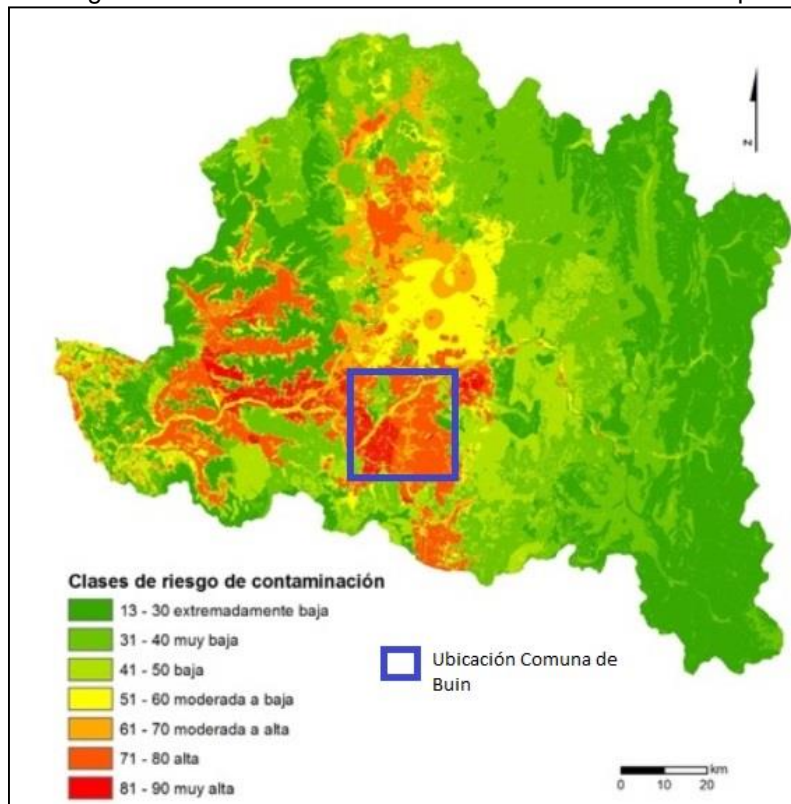 N
Clases de riesgo de contaminación
13 - 30 extremadamente baja
31 - 40 muy baja
41 - 50 baja
51 - 60 moderada a baja
61 - 70 moderada a alta
71 - 80 alta
81 - 90 muy alta
Ubicación Comuna de
Buin
km
0 10 20